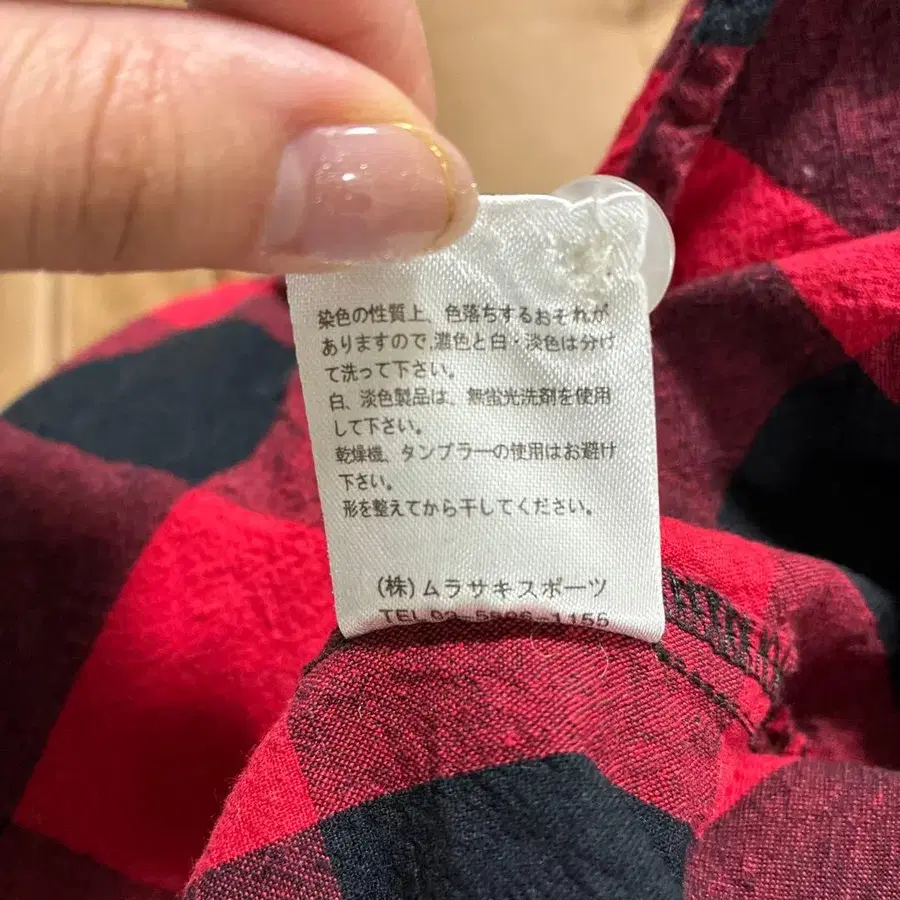 染色の性質上、色落ちするおそれが
ありますので､濃色と白・淡色は分け
て洗って下さい。
白、淡色製品は、無蛍光洗剤を使用
して下さい。
乾燥機、タンブラーの使用はお避け
下さい。
形を整えてから干してください。
(株)ムラサキスポーツ
TEL 03-5806-1156